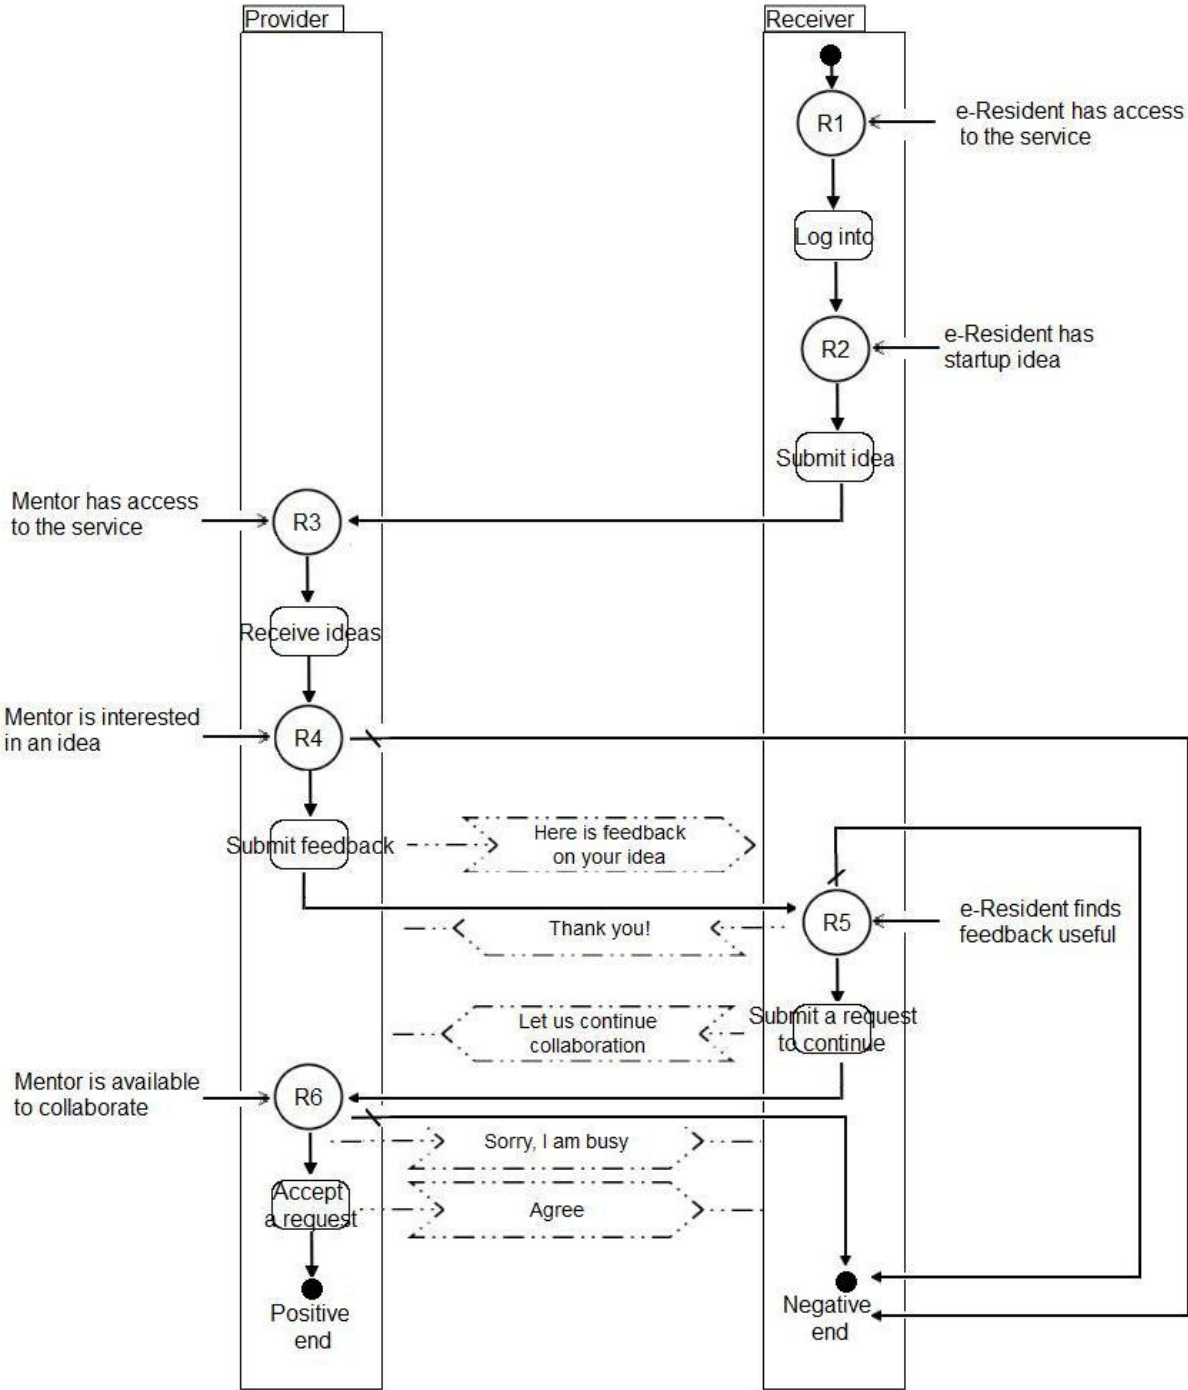 Provider
Receiver
R1
e-Resident has access
to the service
Log into
R2
e-Resident has
startup idea
Submit idea
Mentor has access
to the service
R3
Receive ideas
Mentor is interested
in an idea
R4
Submit feedback
Here is feedback
on your idea
R5
e-Resident finds
feedback useful
Thank you!
Let us continue
collaboration
Submit a request
to continue
Mentor is available
to collaborate
R6
Sorry, I am busy
Accept
a request
Agree
Positive
end
Negative
end